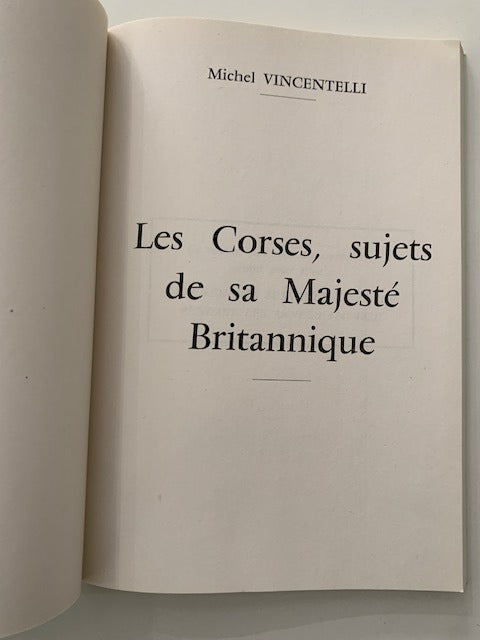 Michel VINCENTELLI
Les Corses, sujets
de sa Majesté
Britannique